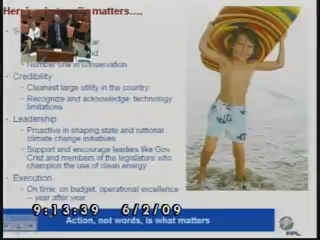 matters....
Number one in conservation
- Credibility
- Cleanest large utility in the country
- Recognize and acknowledge technology
limitations
- Leadership
- Proactive in shaping state and national
climate change initiatives
- Support and encourage leaders like Gov.
Crist and members of the legislature who
champion the use of clean energy
- Execution
- On time, on budget, operational excellence
– year after year
9:13:39 6/2/09
Action, not words, is what matters
FPL